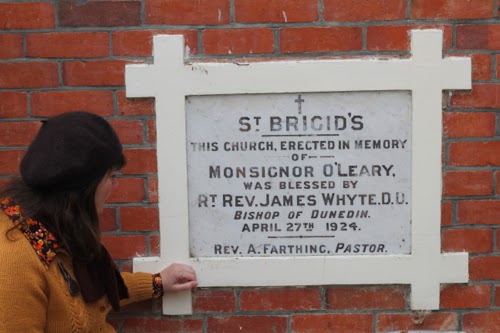 ST BRIGID'S
THIS CHURCH, ERECTED IN MEMORY
OF
MONSIGNOR O'LEARY,
WAS BLESSED BY
RT REV. JAMES WHYTE, D.D.
BISHOP OF DUNEDIN.
APRIL 27TH 1924.
REV. A. FARTHING, PASTOR.